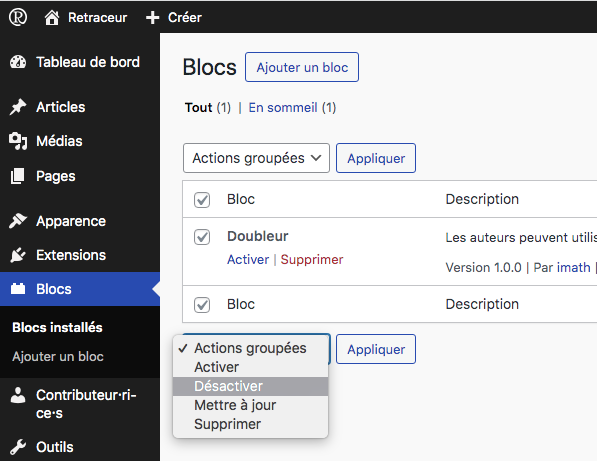 Retraceur
Créer
Tableau de bord
Articles
Médias
Pages
Apparence
Extensions
Blocs
Blocs installés
Ajouter un bloc
Contributeur·ri-
ce·s
Outils
Blocs
Ajouter un bloc
Tout (1) | En sommeil (1)
Actions groupées
Appliquer
Bloc Description
Doubleur Les auteurs peuvent utilis
Activer | Supprimer Version 1.0.0 | Par imath |
Bloc Description
✓ Actions groupées
Appliquer
Activer
Désactiver
Mettre à jour
Supprimer